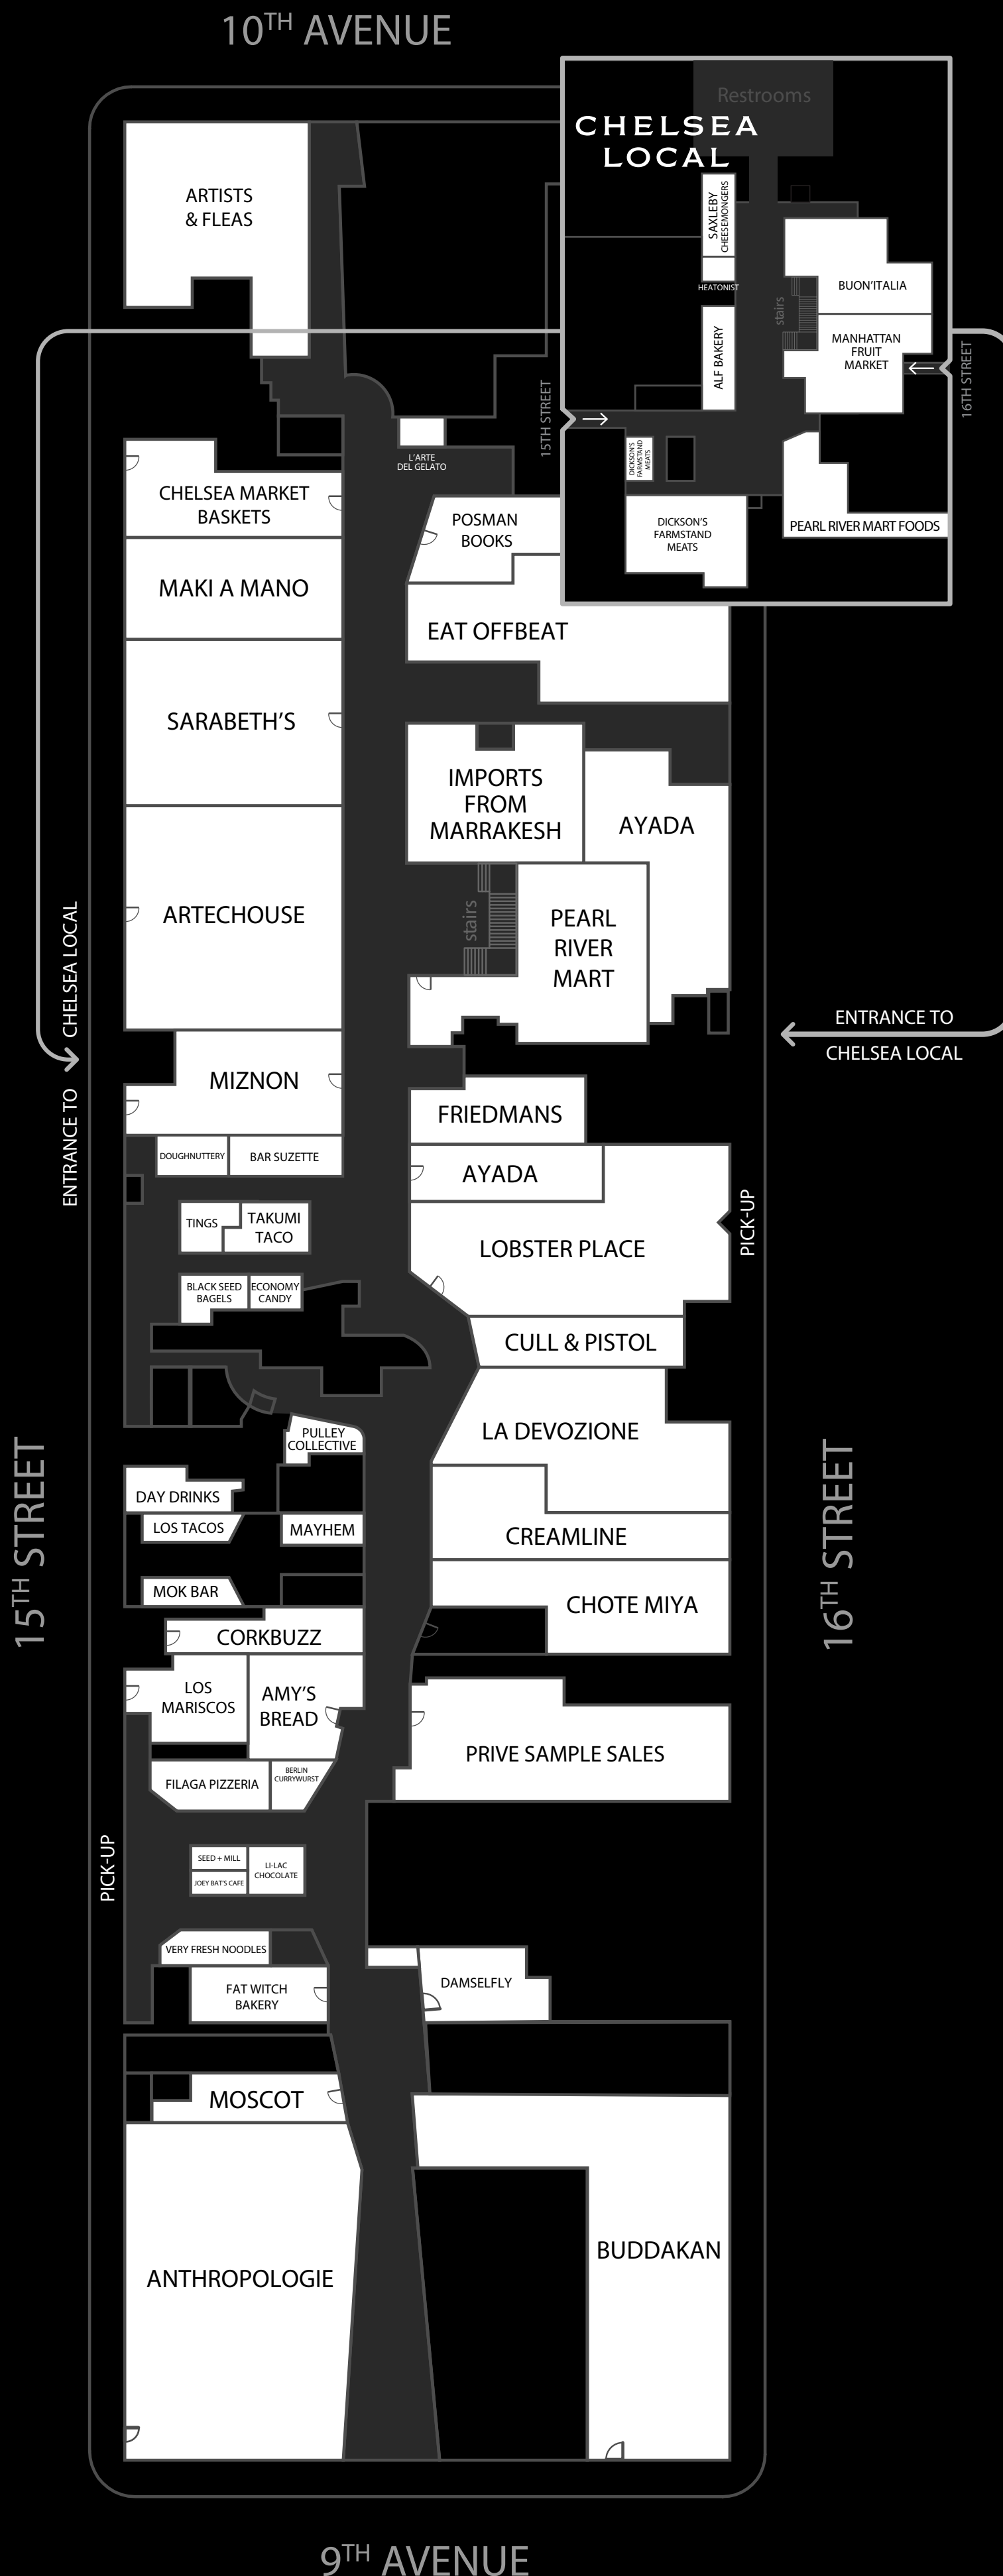 10TH AVENUE
Restrooms
CHELSEA
LOCAL
ARTISTS
& FLEAS
SAXLEBY
CHEESEMONGERS
HEATONIST
ALF BAKERY
stairs
BUON'ITALIA
MANHATTAN
FRUIT
MARKET
15TH STREET
16TH STREET
DICKSON'S
FARMSTAND
MEATS
DICKSON'S
FARMSTAND
MEATS
PEARL RIVER MART FOODS
L'ARTE
DEL GELATO
CHELSEA MARKET
BASKETS
POSMAN
BOOKS
MAKI A MANO
EAT OFFBEAT
SARABETH'S
IMPORTS
FROM
MARRAKESH
AYADA
ARTECHOUSE
stairs
PEARL
RIVER
MART
ENTRANCE TO
CHELSEA LOCAL
ENTRANCE TO
CHELSEA LOCAL
MIZNON
FRIEDMANS
DOUGHNUTTERY
BAR SUZETTE
AYADA
TINGS
TAKUMI
TACO
LOBSTER PLACE
PICK-UP
BLACK SEED
BAGELS
ECONOMY
CANDY
CULL & PISTOL
LA DEVOZIONE
PULLEY
COLLECTIVE
DAY DRINKS
LOS TACOS
MAYHEM
CREAMLINE
15TH STREET
16TH STREET
MOK BAR
CHOTE MIYA
CORKBUZZ
LOS
MARISCOS
AMY'S
BREAD
PRIVE SAMPLE SALES
FILAGA PIZZERIA
BERLIN
CURRYWURST
PICK-UP
SEED + MILL
JOEY BAT'S CAFE
LI-LAC
CHOCOLATE
VERY FRESH NOODLES
FAT WITCH
BAKERY
DAMSELFLY
MOSCOT
BUDDAKAN
ANTHROPOLOGIE
9TH AVENUE